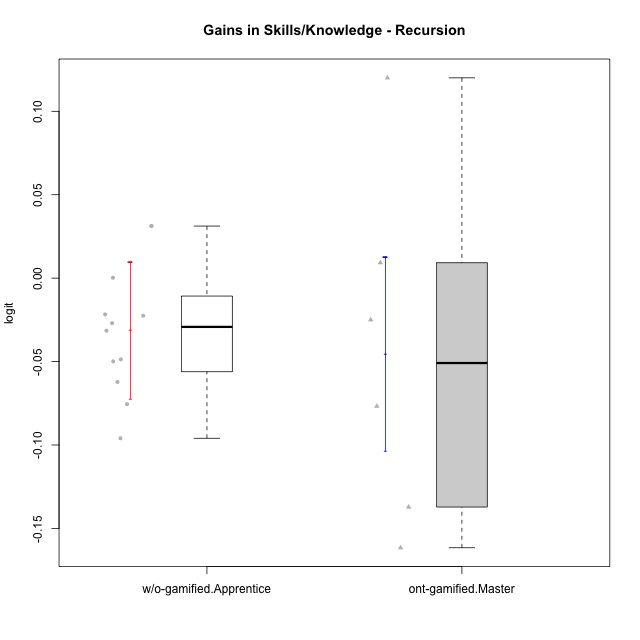 Gains in Skills/Knowledge - Recursion
logit
0.10
0.05
0.00
-0.05
-0.10
-0.15
w/o-gamified.Apprentice
ont-gamified.Master